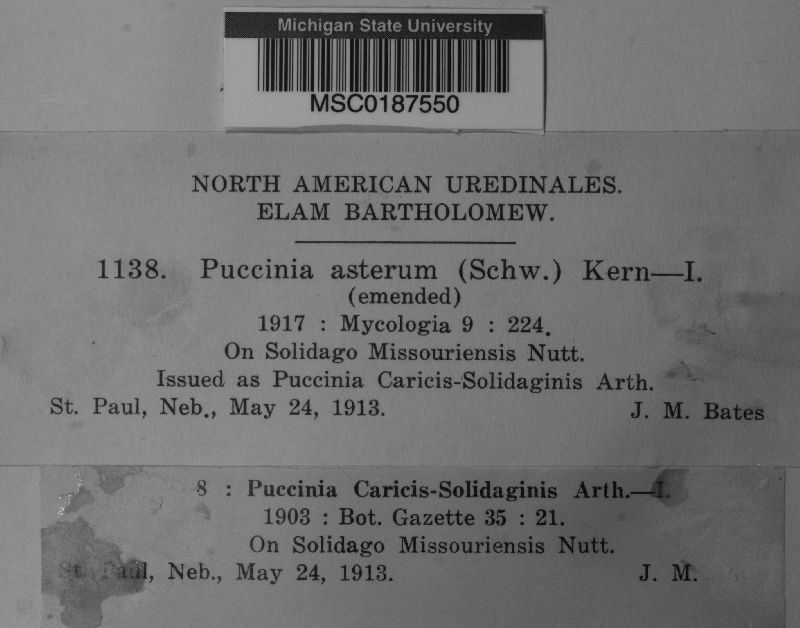 Michigan State University
MSC0187550
NORTH AMERICAN UREDINALES.
ELAM BARTHOLOMEW.
1138. Puccinia asterum (Schw.) Kern—I.
(emended)
1917 : Mycologia 9 : 224.
On Solidago Missouriensis Nutt.
Issued as Puccinia Caricis-Solidaginis Arth.
St. Paul, Neb., May 24, 1913. J. M. Bates
8 : Puccinia Caricis-Solidaginis Arth.—I.
1903 : Bot. Gazette 35 : 21.
On Solidago Missouriensis Nutt.
St. Paul, Neb., May 24, 1913. J. M.